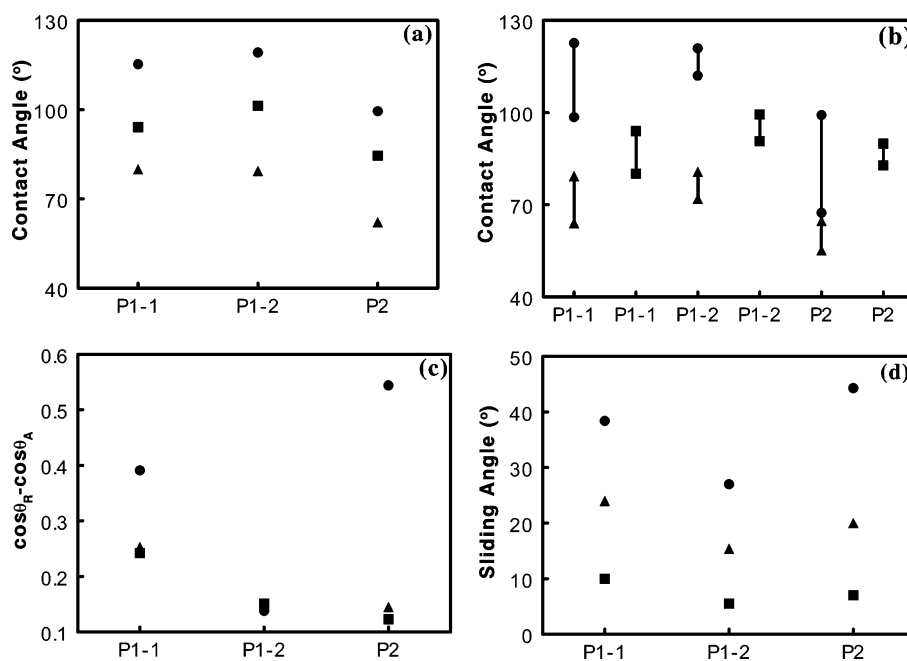 130
100
70
40
Contact Angle (°)
(a)
P1-1 P1-2 P2
130
100
70
40
Contact Angle (°)
(b)
P1-1 P1-1 P1-2 P1-2 P2 P2
0.6
0.5
0.4
0.3
0.2
0.1
cosθR-cosθA
(c)
P1-1 P1-2 P2
50
40
30
20
10
0
Sliding Angle (°)
(d)
P1-1 P1-2 P2